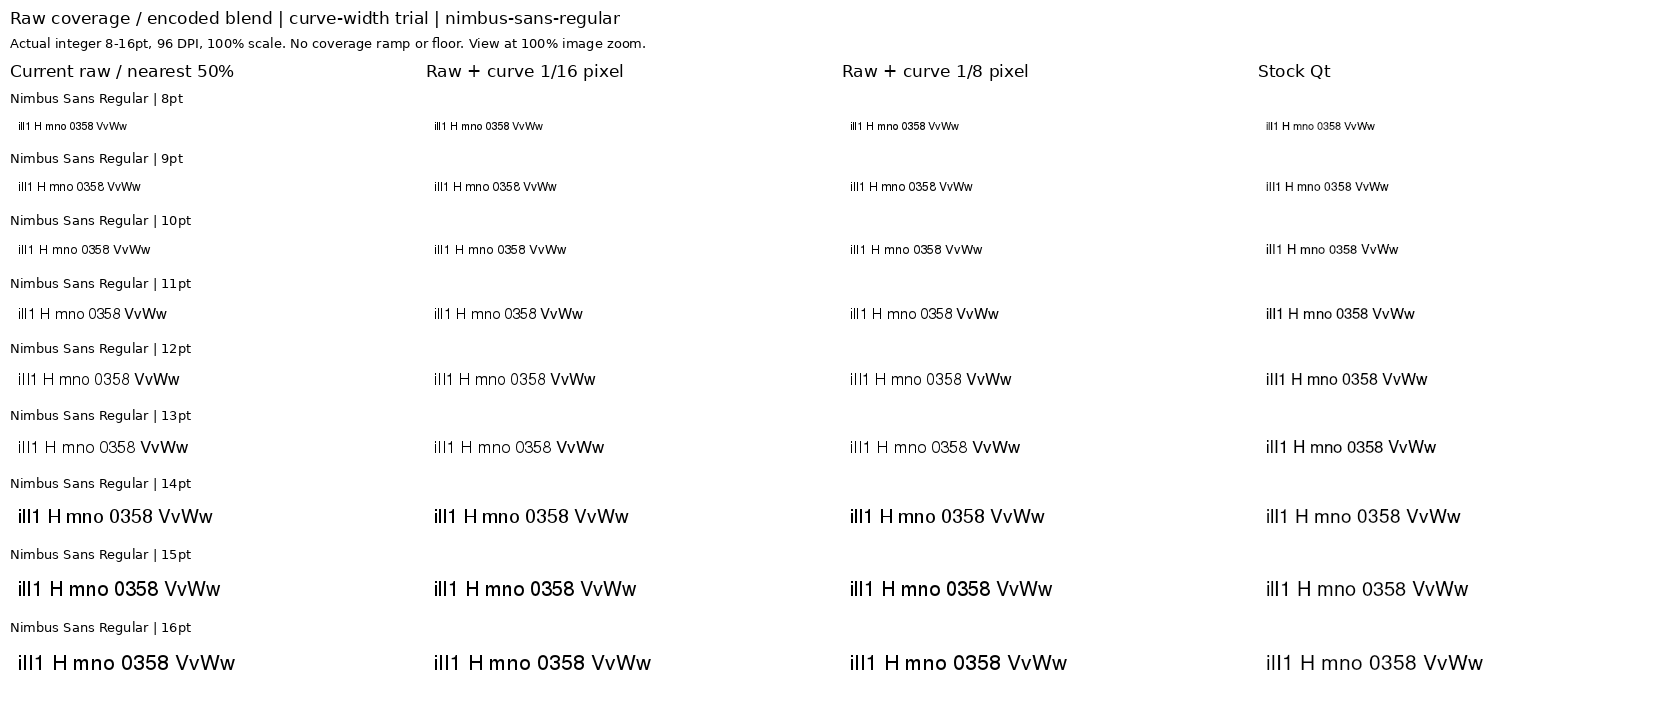 Raw coverage / encoded blend | curve-width trial | nimbus-sans-regular
Actual integer 8-16pt, 96 DPI, 100% scale. No coverage ramp or floor. View at 100% image zoom.
Current raw / nearest 50% Raw + curve 1/16 pixel Raw + curve 1/8 pixel Stock Qt
Nimbus Sans Regular | 8pt
ilI1 H mno 0358 VvWw ilI1 H mno 0358 VvWw ilI1 H mno 0358 VvWw ilI1 H mno 0358 VvWw
Nimbus Sans Regular | 9pt
ilI1 H mno 0358 VvWw ilI1 H mno 0358 VvWw ilI1 H mno 0358 VvWw ilI1 H mno 0358 VvWw
Nimbus Sans Regular | 10pt
ilI1 H mno 0358 VvWw ilI1 H mno 0358 VvWw ilI1 H mno 0358 VvWw ilI1 H mno 0358 VvWw
Nimbus Sans Regular | 11pt
ilI1 H mno 0358 VvWw ilI1 H mno 0358 VvWw ilI1 H mno 0358 VvWw ilI1 H mno 0358 VvWw
Nimbus Sans Regular | 12pt
ilI1 H mno 0358 VvWw ilI1 H mno 0358 VvWw ilI1 H mno 0358 VvWw ilI1 H mno 0358 VvWw
Nimbus Sans Regular | 13pt
ilI1 H mno 0358 VvWw ilI1 H mno 0358 VvWw ilI1 H mno 0358 VvWw ilI1 H mno 0358 VvWw
Nimbus Sans Regular | 14pt
ilI1 H mno 0358 VvWw ilI1 H mno 0358 VvWw ilI1 H mno 0358 VvWw ilI1 H mno 0358 VvWw
Nimbus Sans Regular | 15pt
ilI1 H mno 0358 VvWw ilI1 H mno 0358 VvWw ilI1 H mno 0358 VvWw ilI1 H mno 0358 VvWw
Nimbus Sans Regular | 16pt
ilI1 H mno 0358 VvWw ilI1 H mno 0358 VvWw ilI1 H mno 0358 VvWw ilI1 H mno 0358 VvWw